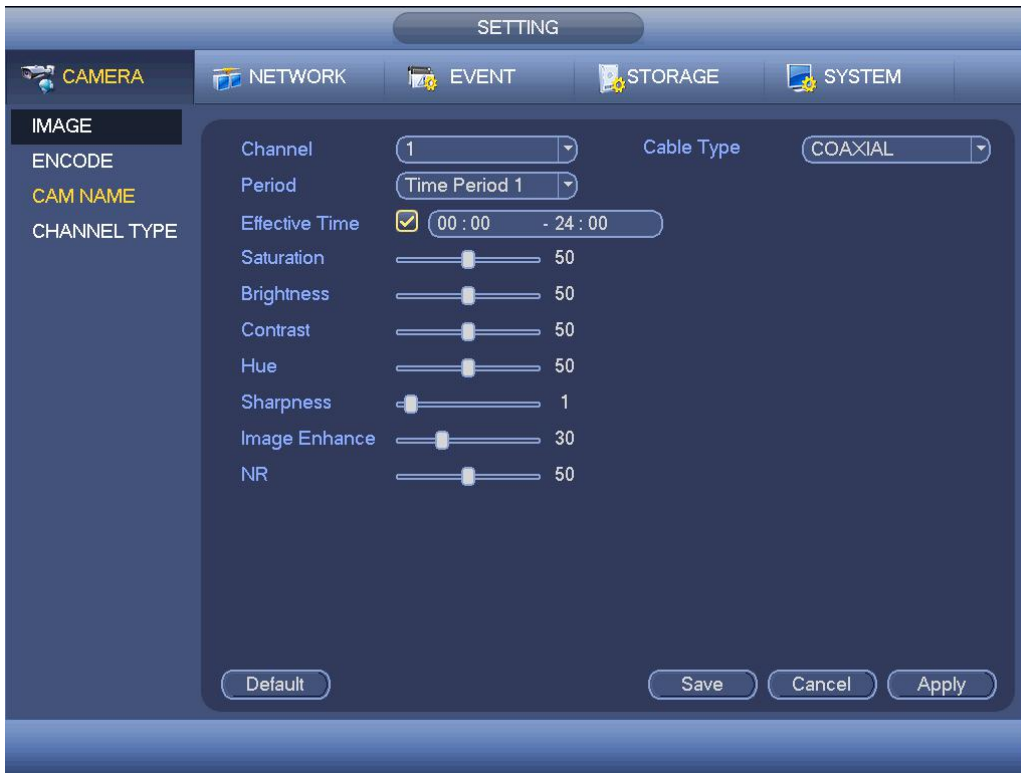 SETTING
CAMERA NETWORK EVENT STORAGE SYSTEM
IMAGE
ENCODE
CAM NAME
CHANNEL TYPE
Channel 1 Cable Type COAXIAL
Period Time Period 1
Effective Time 00 : 00 - 24 : 00
Saturation 50
Brightness 50
Contrast 50
Hue 50
Sharpness 1
Image Enhance 30
NR 50
Default Save Cancel Apply